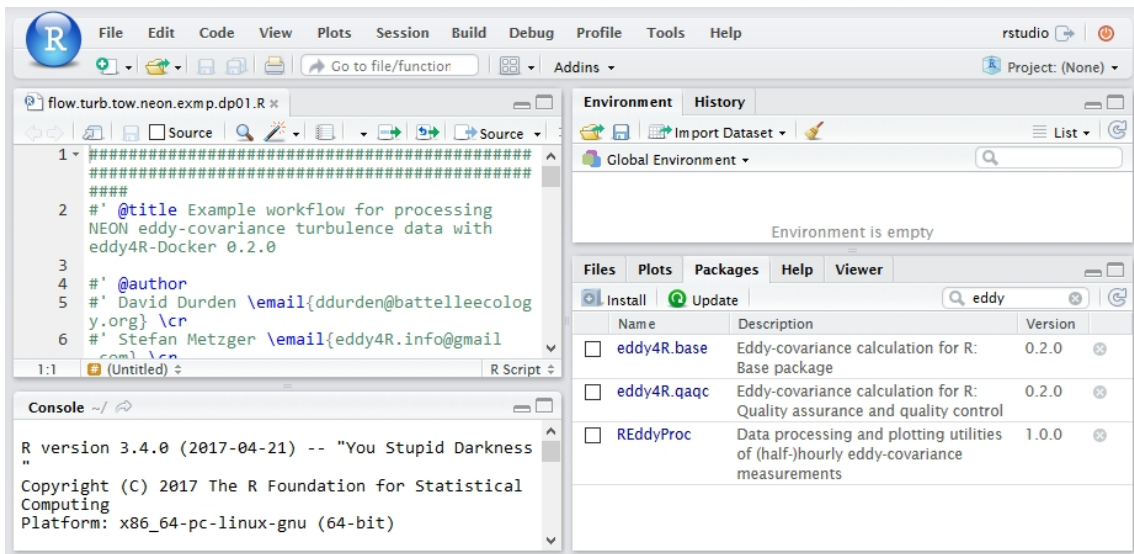 R File Edit Code View Plots Session Build Debug Profile Tools Help rstudio
Go to file/function Addins Project: (None)
flow.turb.tow.neon.exmp.dp01.R
Source Source
1 ############################################
############################################
####
2 #' @title Example workflow for processing
NEON eddy-covariance turbulence data with
eddy4R-Docker 0.2.0
3
4 #' @author
5 #' David Durden \email{ddurden@battelleecolog
y.org} \cr
6 #' Stefan Metzger \email{eddy4R.info@gmail
.com} \cr
1:1 (Untitled) R Script
Console ~/
R version 3.4.0 (2017-04-21) -- "You Stupid Darkness
"
Copyright (C) 2017 The R Foundation for Statistical
Computing
Platform: x86_64-pc-linux-gnu (64-bit)
Environment History
Import Dataset List
Global Environment
Environment is empty
Files Plots Packages Help Viewer
Install Update eddy
Name Description Version
eddy4R.base Eddy-covariance calculation for R: 0.2.0
Base package
eddy4R.qaqc Eddy-covariance calculation for R: 0.2.0
Quality assurance and quality control
REddyProc Data processing and plotting utilities 1.0.0
of (half-)hourly eddy-covariance
measurements